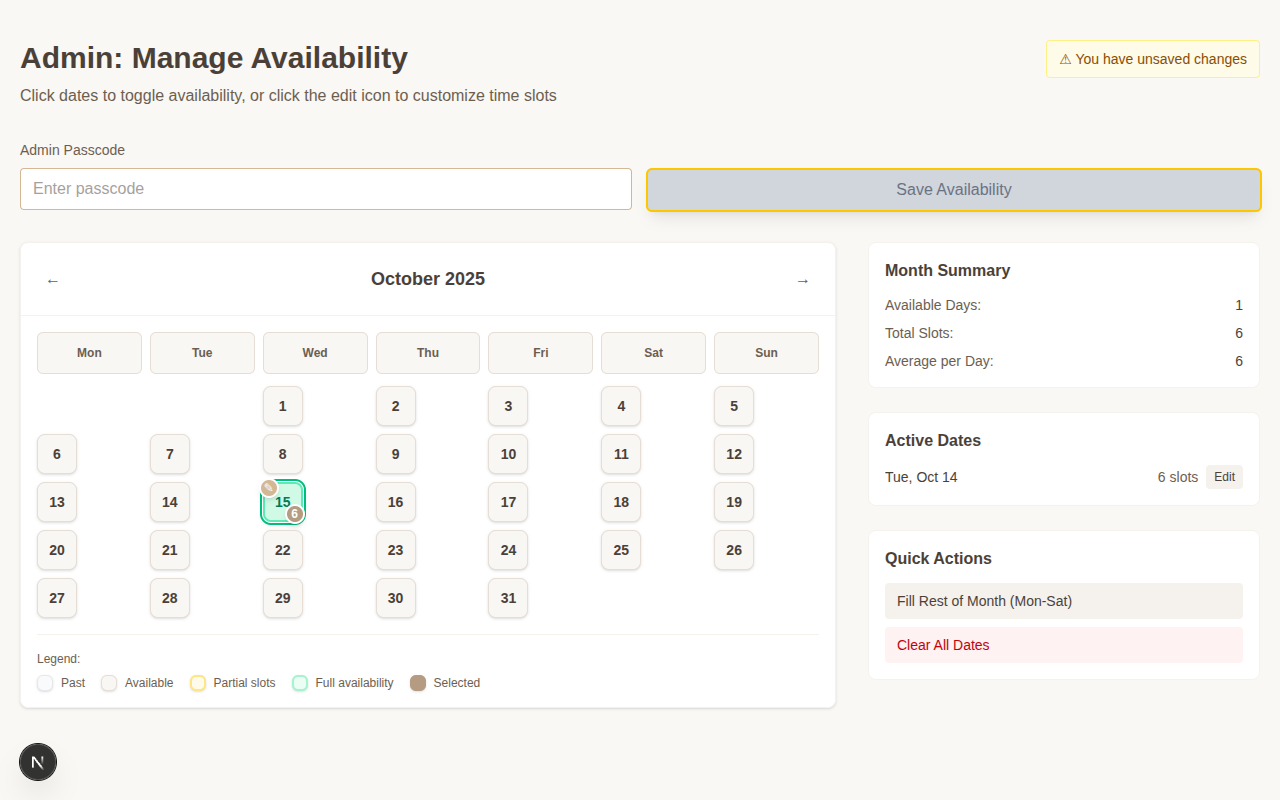 Admin: Manage Availability
⚠ You have unsaved changes
Click dates to toggle availability, or click the edit icon to customize time slots
Admin Passcode
Enter passcode
Save Availability
← October 2025 →
Mon Tue Wed Thu Fri Sat Sun
1 2 3 4 5
6 7 8 9 10 11 12
13 14 ✎ 15 6 16 17 18 19
20 21 22 23 24 25 26
27 28 29 30 31
Legend:
Past Available Partial slots Full availability Selected
Month Summary
Available Days: 1
Total Slots: 6
Average per Day: 6
Active Dates
Tue, Oct 14 6 slots Edit
Quick Actions
Fill Rest of Month (Mon-Sat)
Clear All Dates
N